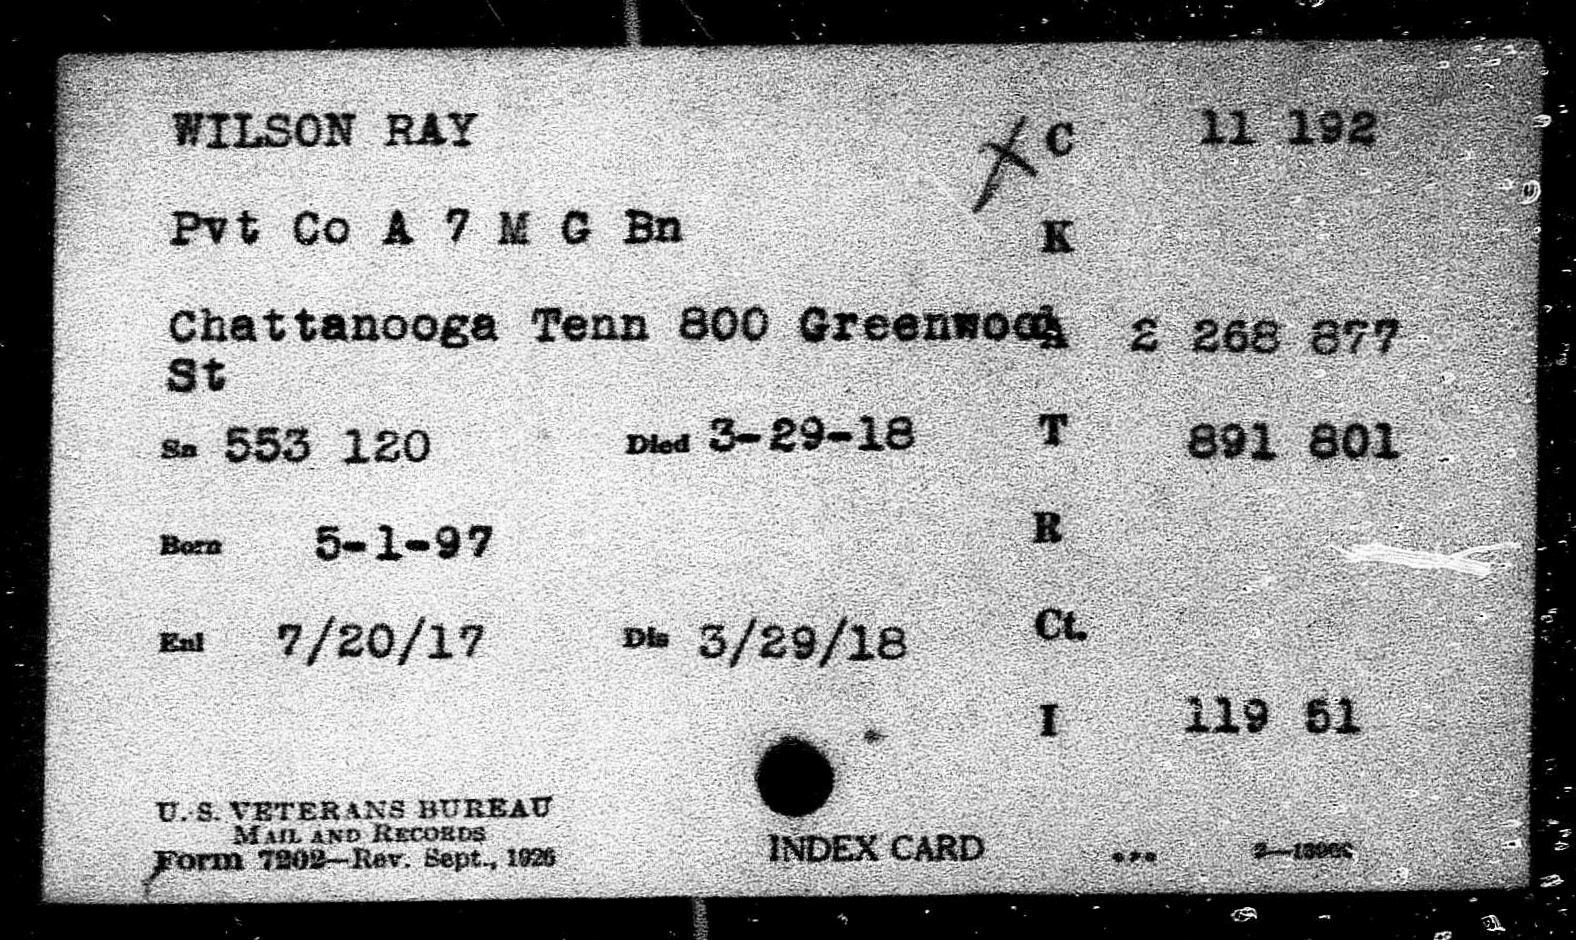 WILSON RAY
X C 11 192
Pvt Co A 7 M G Bn
K
Chattanooga Tenn 800 Greenwood
A 2 268 877
St
Sn 553 120 Died 3-29-18
T 891 801
Born 5-1-97
R
Enl 7/20/17 Dis 3/29/18
Ct.
I 119 51
U. S. VETERANS BUREAU
MAIL AND RECORDS
Form 7202—Rev. Sept., 1926
INDEX CARD